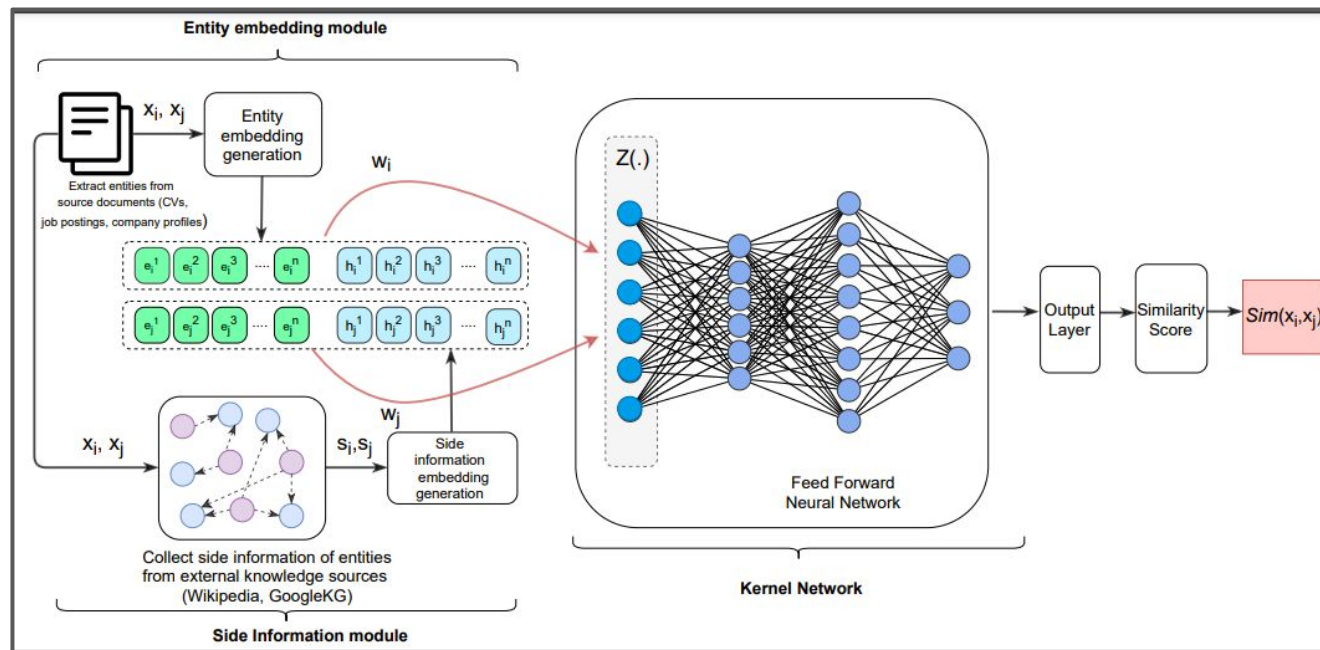 Entity embedding module
xᵢ, xⱼ
Entity
embedding
generation
Extract entities from
source documents (CVs,
job postings, company profiles)
wᵢ
eᵢ¹ eᵢ² eᵢ³ .... eᵢⁿ hᵢ¹ hᵢ² hᵢ³ .... hᵢⁿ
eⱼ¹ eⱼ² eⱼ³ .... eⱼⁿ hⱼ¹ hⱼ² hⱼ³ .... hⱼⁿ
wⱼ
xᵢ, xⱼ
sᵢ,sⱼ
Side
information
embedding
generation
Collect side information of entities
from external knowledge sources
(Wikipedia, GoogleKG)
Side Information module
Z(.)
Feed Forward
Neural Network
Kernel Network
Output
Layer
Similarity
Score
Sim(xᵢ,xⱼ)